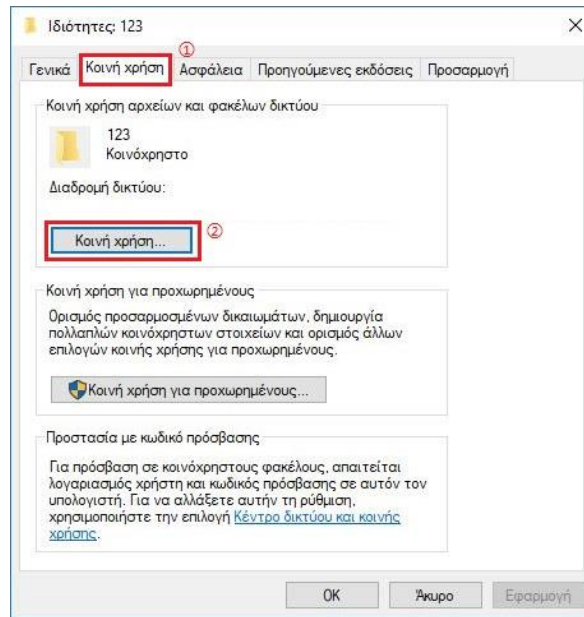 Ιδιότητες: 123
①
Γενικά Κοινή χρήση Ασφάλεια Προηγούμενες εκδόσεις Προσαρμογή
Κοινή χρήση αρχείων και φακέλων δικτύου
123
Κοινόχρηστο
Διαδρομή δικτύου:
Κοινή χρήση... ②
Κοινή χρήση για προχωρημένους
Ορισμός προσαρμοσμένων δικαιωμάτων, δημιουργία
πολλαπλών κοινόχρηστων στοιχείων και ορισμός άλλων
επιλογών κοινής χρήσης για προχωρημένους.
Κοινή χρήση για προχωρημένους...
Προστασία με κωδικό πρόσβασης
Για πρόσβαση σε κοινόχρηστους φακέλους, απαιτείται
λογαριασμός χρήστη και κωδικός πρόσβασης σε αυτόν τον
υπολογιστή. Για να αλλάξετε αυτήν τη ρύθμιση,
χρησιμοποιήστε την επιλογή Κέντρο δικτύου και κοινής
χρήσης.
OK Άκυρο Εφαρμογή